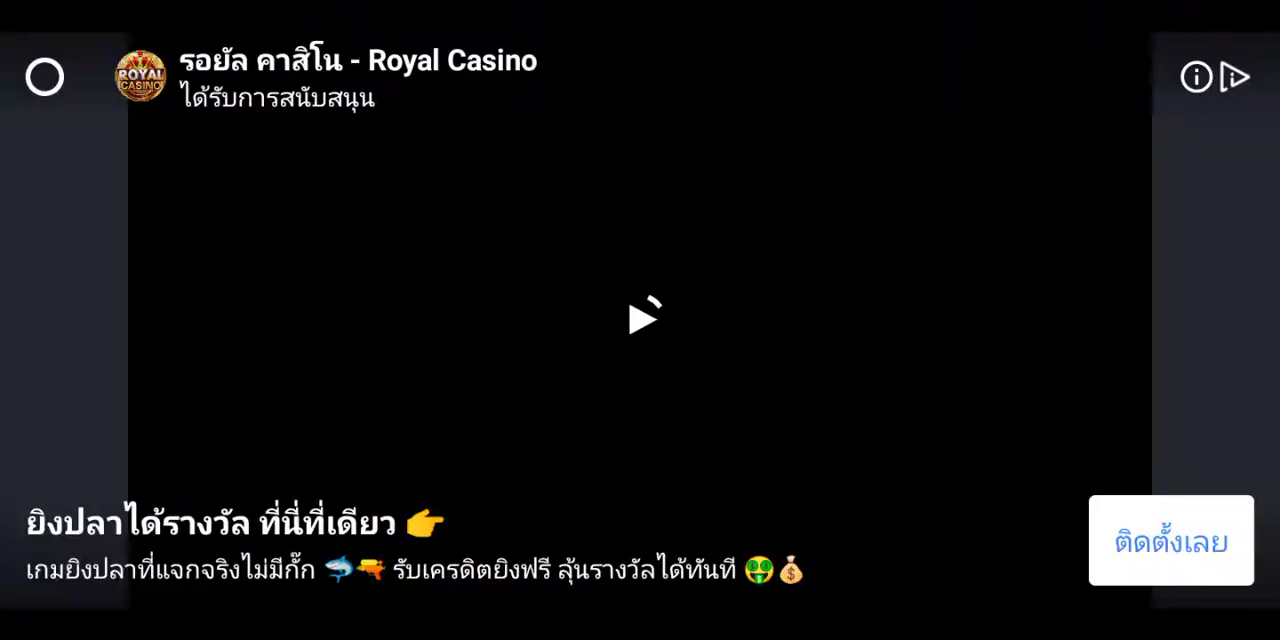 รอยัล คาสิโน - Royal Casino
ROYAL
CASINO
ได้รับการสนับสนุน
ยิงปลาได้รางวัล ที่นี่ที่เดียว 👉
เกมยิงปลาที่แจกจริงไม่มีกั๊ก 🦈🔫 รับเครดิตยิงฟรี ลุ้นรางวัลได้ทันที 🤑💰
ติดตั้งเลย